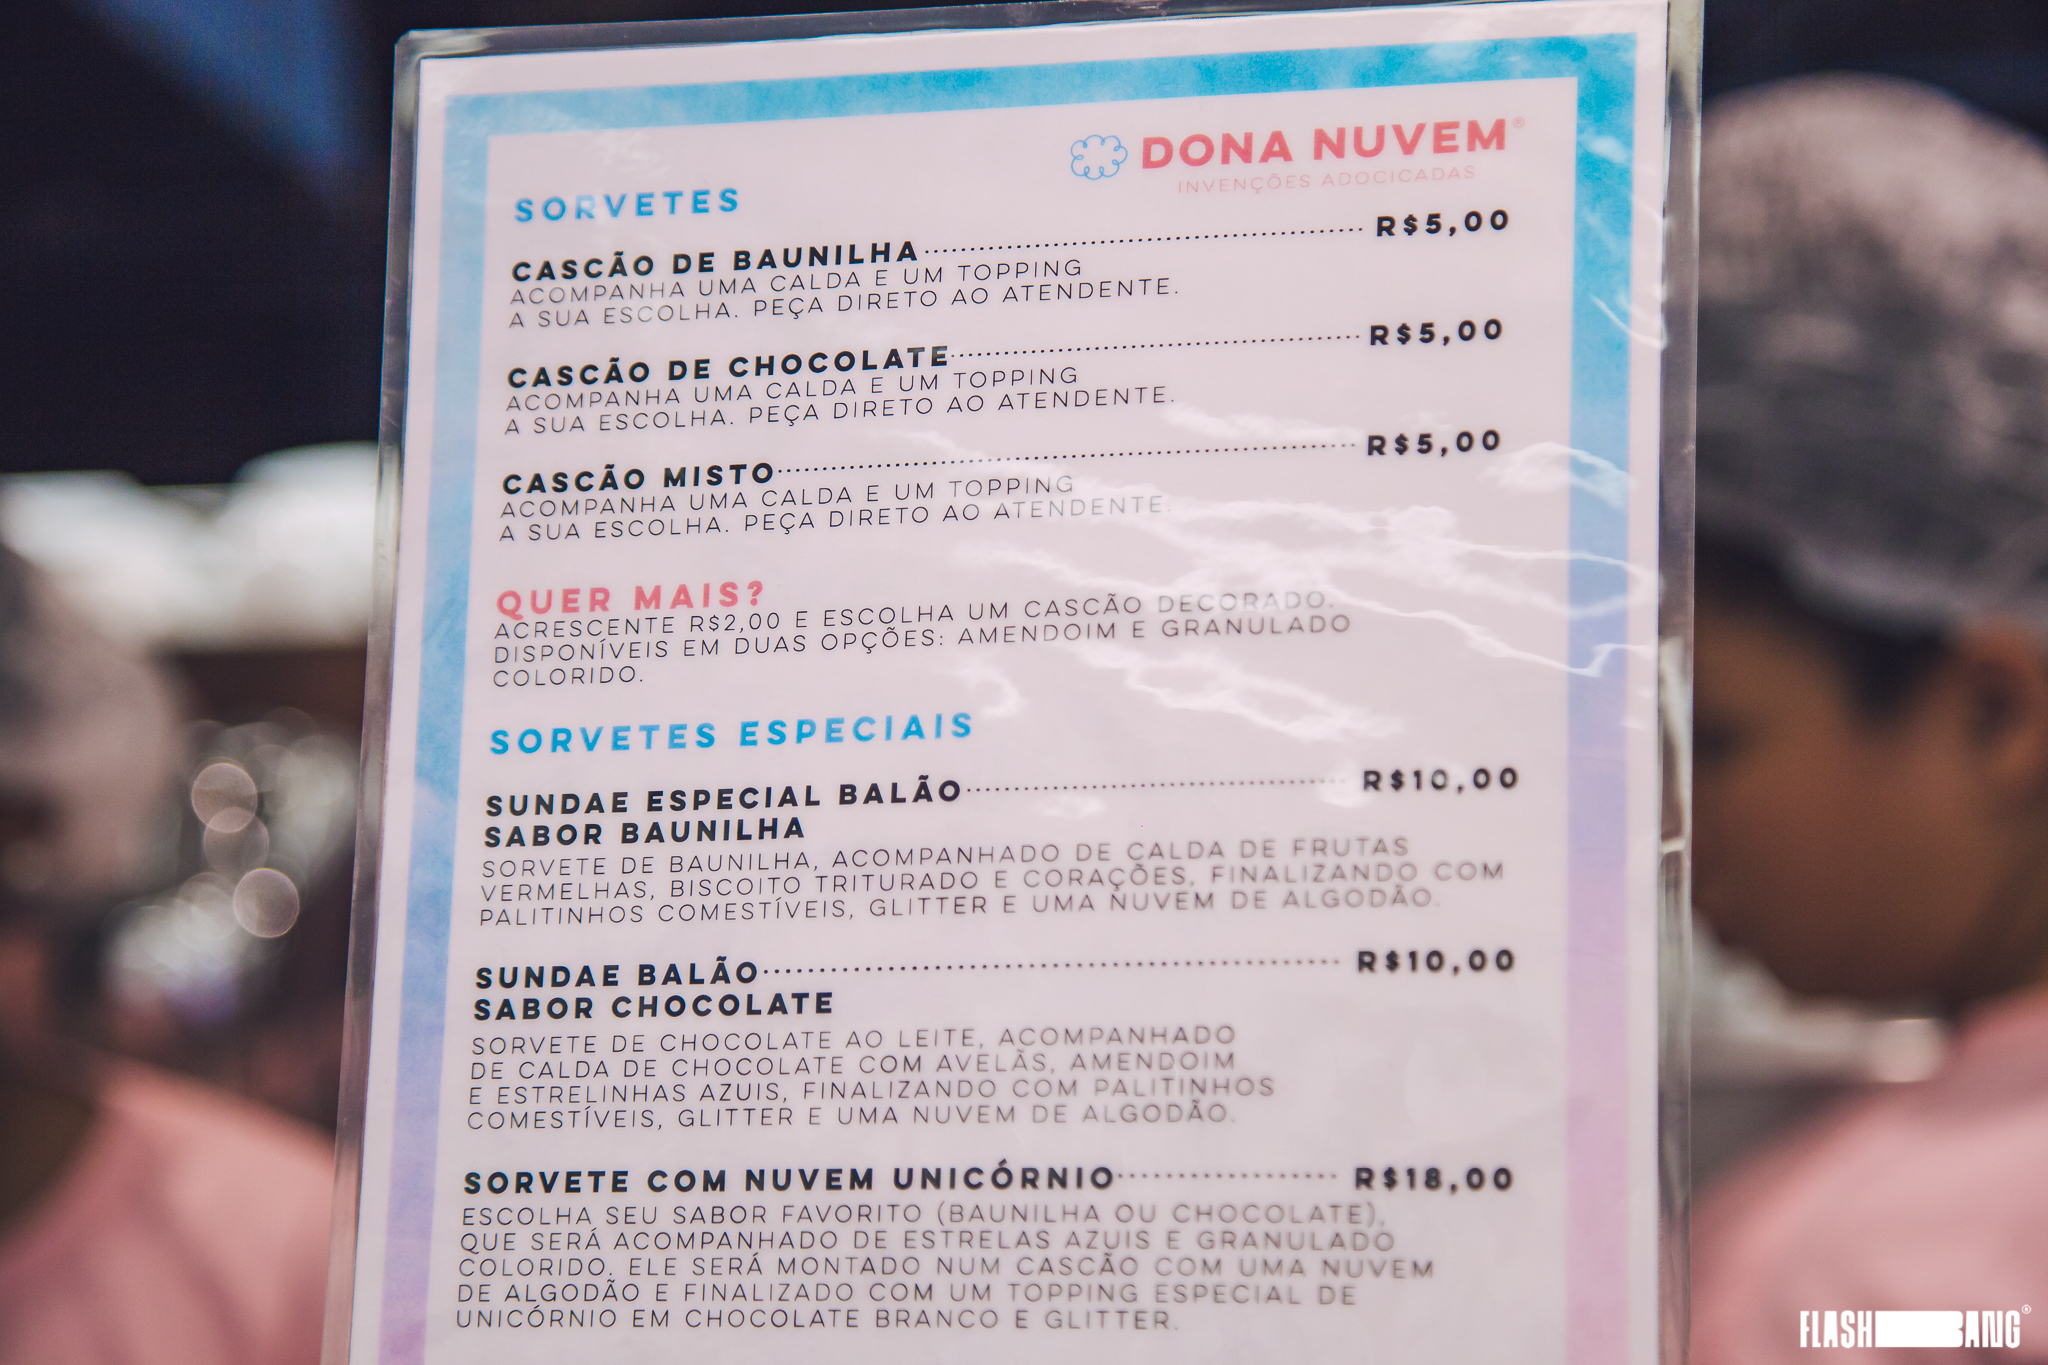 DONA NUVEM®
INVENÇÕES ADOCICADAS
SORVETES
CASCÃO DE BAUNILHA R$5,00
ACOMPANHA UMA CALDA E UM TOPPING
A SUA ESCOLHA. PEÇA DIRETO AO ATENDENTE.
CASCÃO DE CHOCOLATE R$5,00
ACOMPANHA UMA CALDA E UM TOPPING
A SUA ESCOLHA. PEÇA DIRETO AO ATENDENTE.
CASCÃO MISTO R$5,00
ACOMPANHA UMA CALDA E UM TOPPING
A SUA ESCOLHA. PEÇA DIRETO AO ATENDENTE.
QUER MAIS?
ACRESCENTE R$2,00 E ESCOLHA UM CASCÃO DECORADO.
DISPONÍVEIS EM DUAS OPÇÕES: AMENDOIM E GRANULADO
COLORIDO.
SORVETES ESPECIAIS
SUNDAE ESPECIAL BALÃO R$10,00
SABOR BAUNILHA
SORVETE DE BAUNILHA, ACOMPANHADO DE CALDA DE FRUTAS
VERMELHAS, BISCOITO TRITURADO E CORAÇÕES, FINALIZANDO COM
PALITINHOS COMESTÍVEIS, GLITTER E UMA NUVEM DE ALGODÃO.
SUNDAE BALÃO R$10,00
SABOR CHOCOLATE
SORVETE DE CHOCOLATE AO LEITE, ACOMPANHADO
DE CALDA DE CHOCOLATE COM AVELÃS, AMENDOIM
E ESTRELINHAS AZUIS, FINALIZANDO COM PALITINHOS
COMESTÍVEIS, GLITTER E UMA NUVEM DE ALGODÃO.
SORVETE COM NUVEM UNICÓRNIO R$18,00
ESCOLHA SEU SABOR FAVORITO (BAUNILHA OU CHOCOLATE),
QUE SERÁ ACOMPANHADO DE ESTRELAS AZUIS E GRANULADO
COLORIDO. ELE SERÁ MONTADO NUM CASCÃO COM UMA NUVEM
DE ALGODÃO E FINALIZADO COM UM TOPPING ESPECIAL DE
UNICÓRNIO EM CHOCOLATE BRANCO E GLITTER.
FLASH BANG®